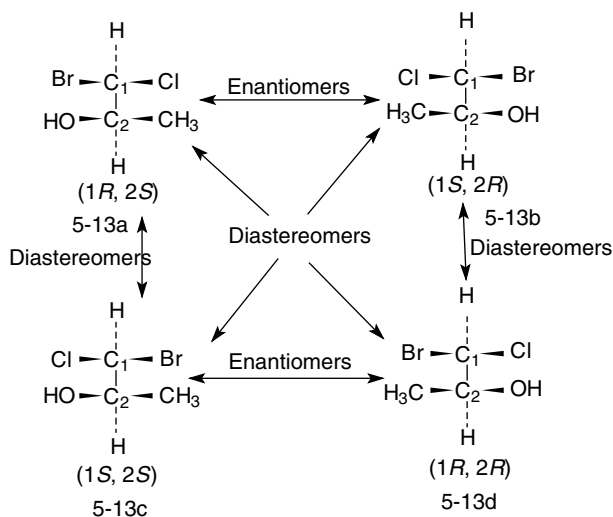 H H
Br C1 Cl Enantiomers Cl C1 Br
HO C2 CH3 H3C C2 OH
H H
(1R, 2S) (1S, 2R)
5-13a 5-13b
Diastereomers Diastereomers Diastereomers
H H
Cl C1 Br Enantiomers Br C1 Cl
HO C2 CH3 H3C C2 OH
H H
(1S, 2S) (1R, 2R)
5-13c 5-13d